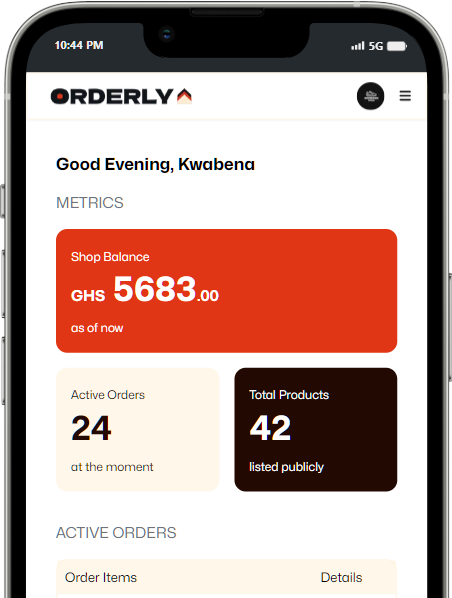 10:44 PM 5G
ORDERLY
Good Evening, Kwabena
METRICS
Shop Balance
GHS 5683.00
as of now
Active Orders
24
at the moment
Total Products
42
listed publicly
ACTIVE ORDERS
Order Items Details